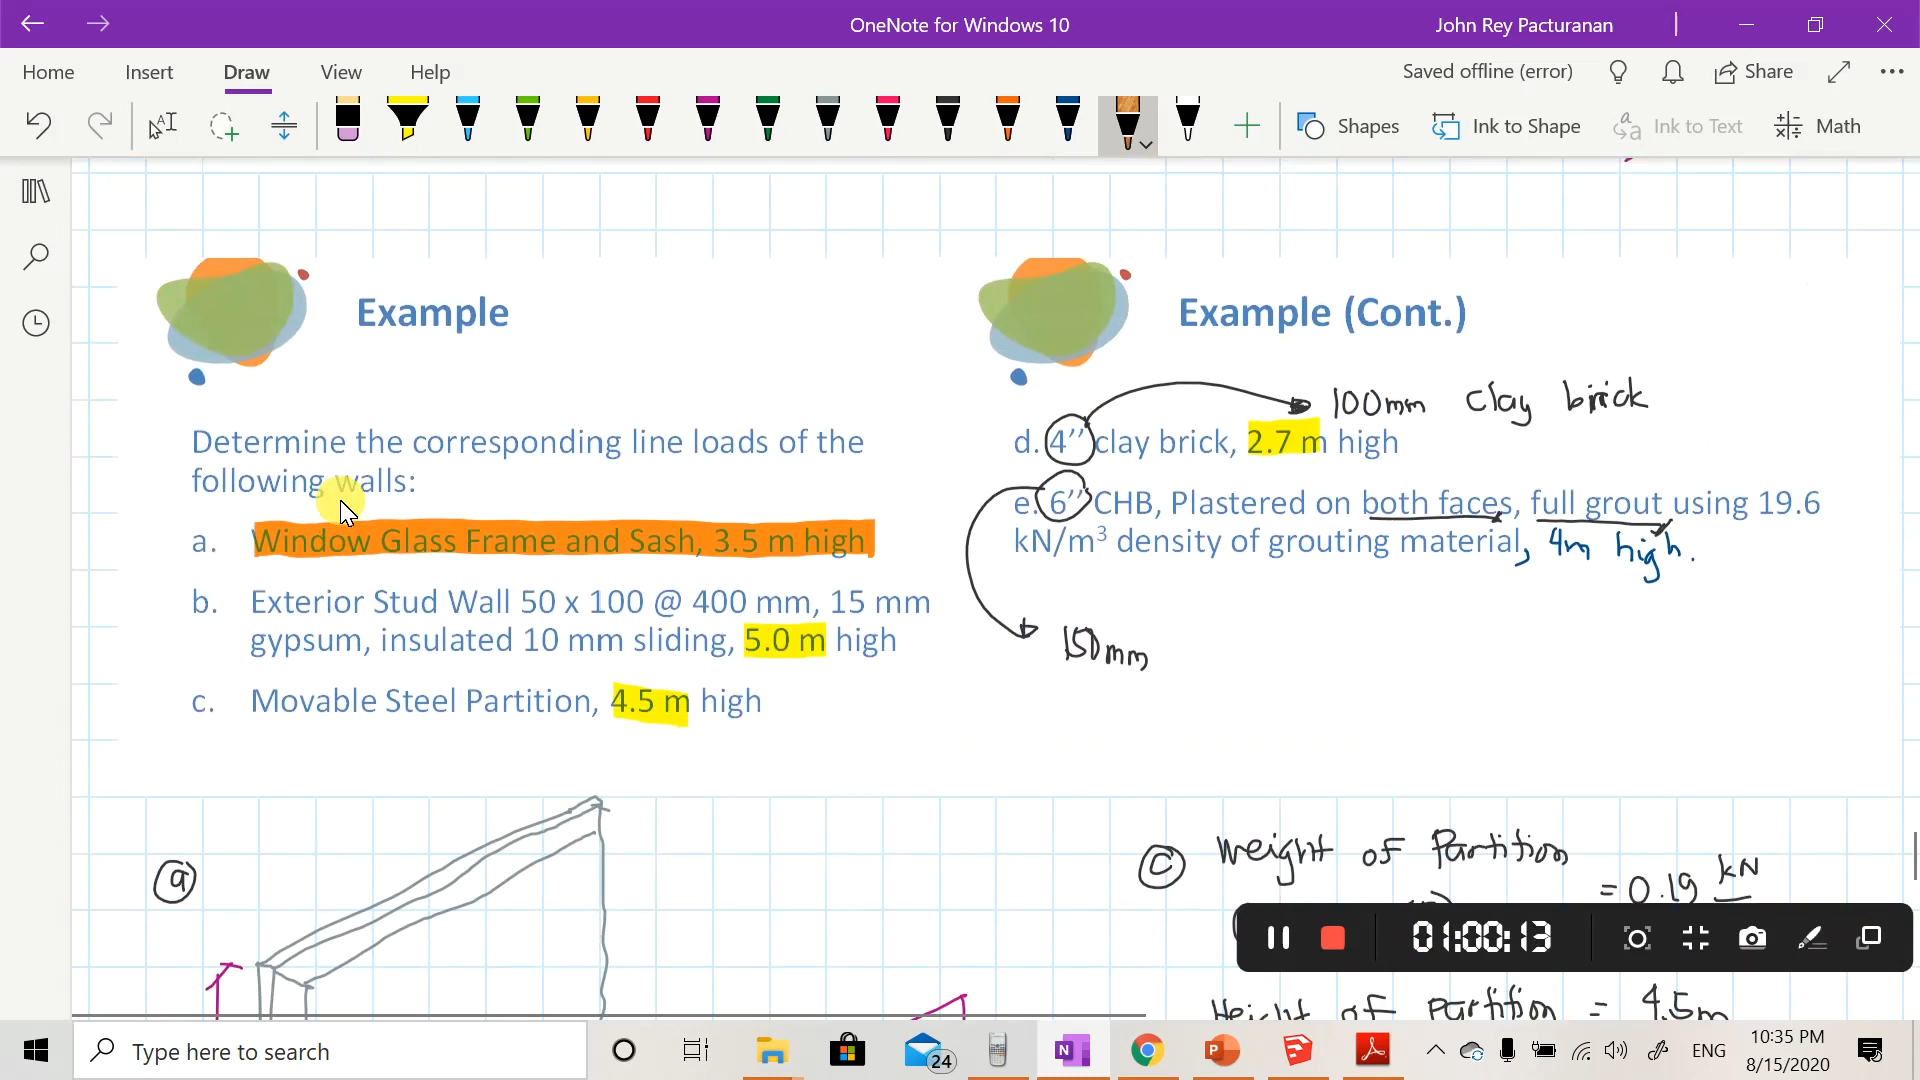 OneNote for Windows 10
John Rey Pacturanan
Home Insert Draw View Help
Saved offline (error) Share
Shapes Ink to Shape Ink to Text Math
Example
Determine the corresponding line loads of the
following walls:
a. Window Glass Frame and Sash, 3.5 m high
b. Exterior Stud Wall 50 x 100 @ 400 mm, 15 mm
gypsum, insulated 10 mm sliding, 5.0 m high
c. Movable Steel Partition, 4.5 m high
Example (Cont.)
100mm clay brick
d. 4’’ clay brick, 2.7 m high
e. 6’’ CHB, Plastered on both faces, full grout using 19.6
kN/m³ density of grouting material, 4m high.
150mm
a
c Weight of Partition
= 0.19 kN
01:00:13
Height of partition = 4.5m
Type here to search
24
ENG
10:35 PM
8/15/2020